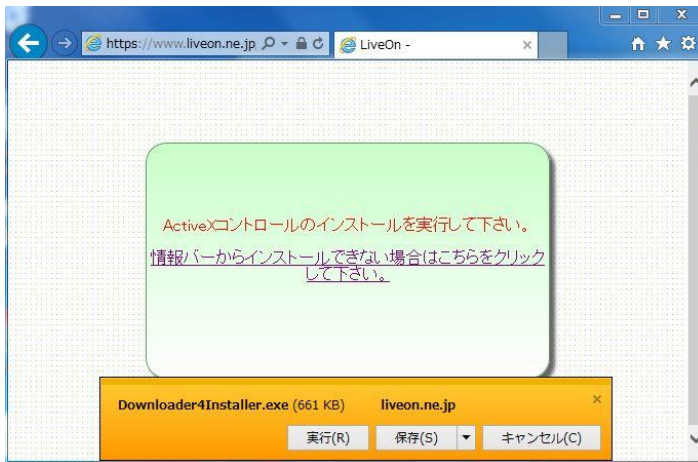 https://www.liveon.ne.jp
LiveOn -
ActiveXコントロールのインストールを実行して下さい。
情報バーからインストールできない場合はこちらをクリック
して下さい。
Downloader4Installer.exe (661 KB) liveon.ne.jp
実行(R) 保存(S) キャンセル(C)